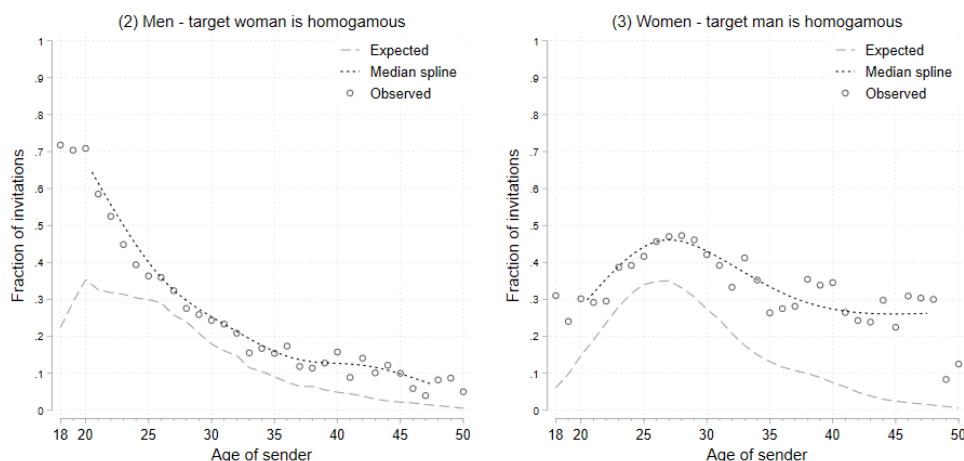 (2) Men - target woman is homogamous
1
.9
.8
.7
.6
.5
.4
.3
.2
.1
0
Fraction of invitations
Expected
Median spline
Observed
18 20 25 30 35 40 45 50
Age of sender
(3) Women - target man is homogamous
1
.9
.8
.7
.6
.5
.4
.3
.2
.1
0
Fraction of invitations
Expected
Median spline
Observed
18 20 25 30 35 40 45 50
Age of sender